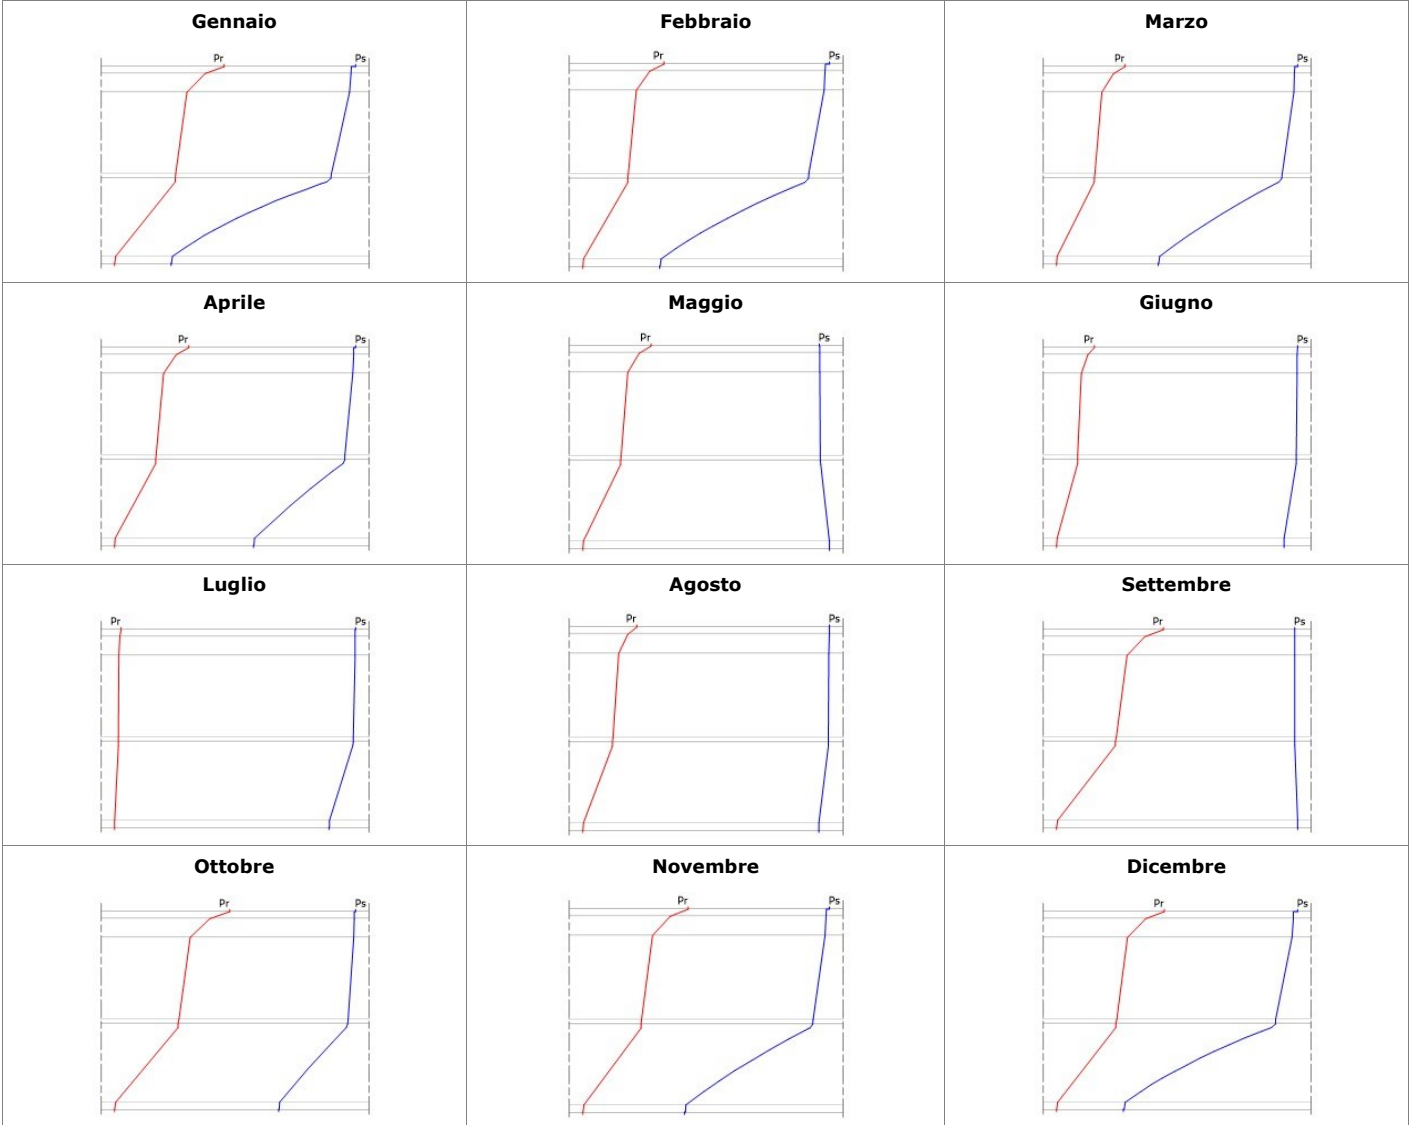 Gennaio
Febbraio
Marzo
Pr
Ps
Pr
Ps
Pr
Ps
Aprile
Maggio
Giugno
Pr
Ps
Pr
Ps
Pr
Ps
Luglio
Agosto
Settembre
Pr
Ps
Pr
Ps
Pr
Ps
Ottobre
Novembre
Dicembre
Pr
Ps
Pr
Ps
Pr
Ps